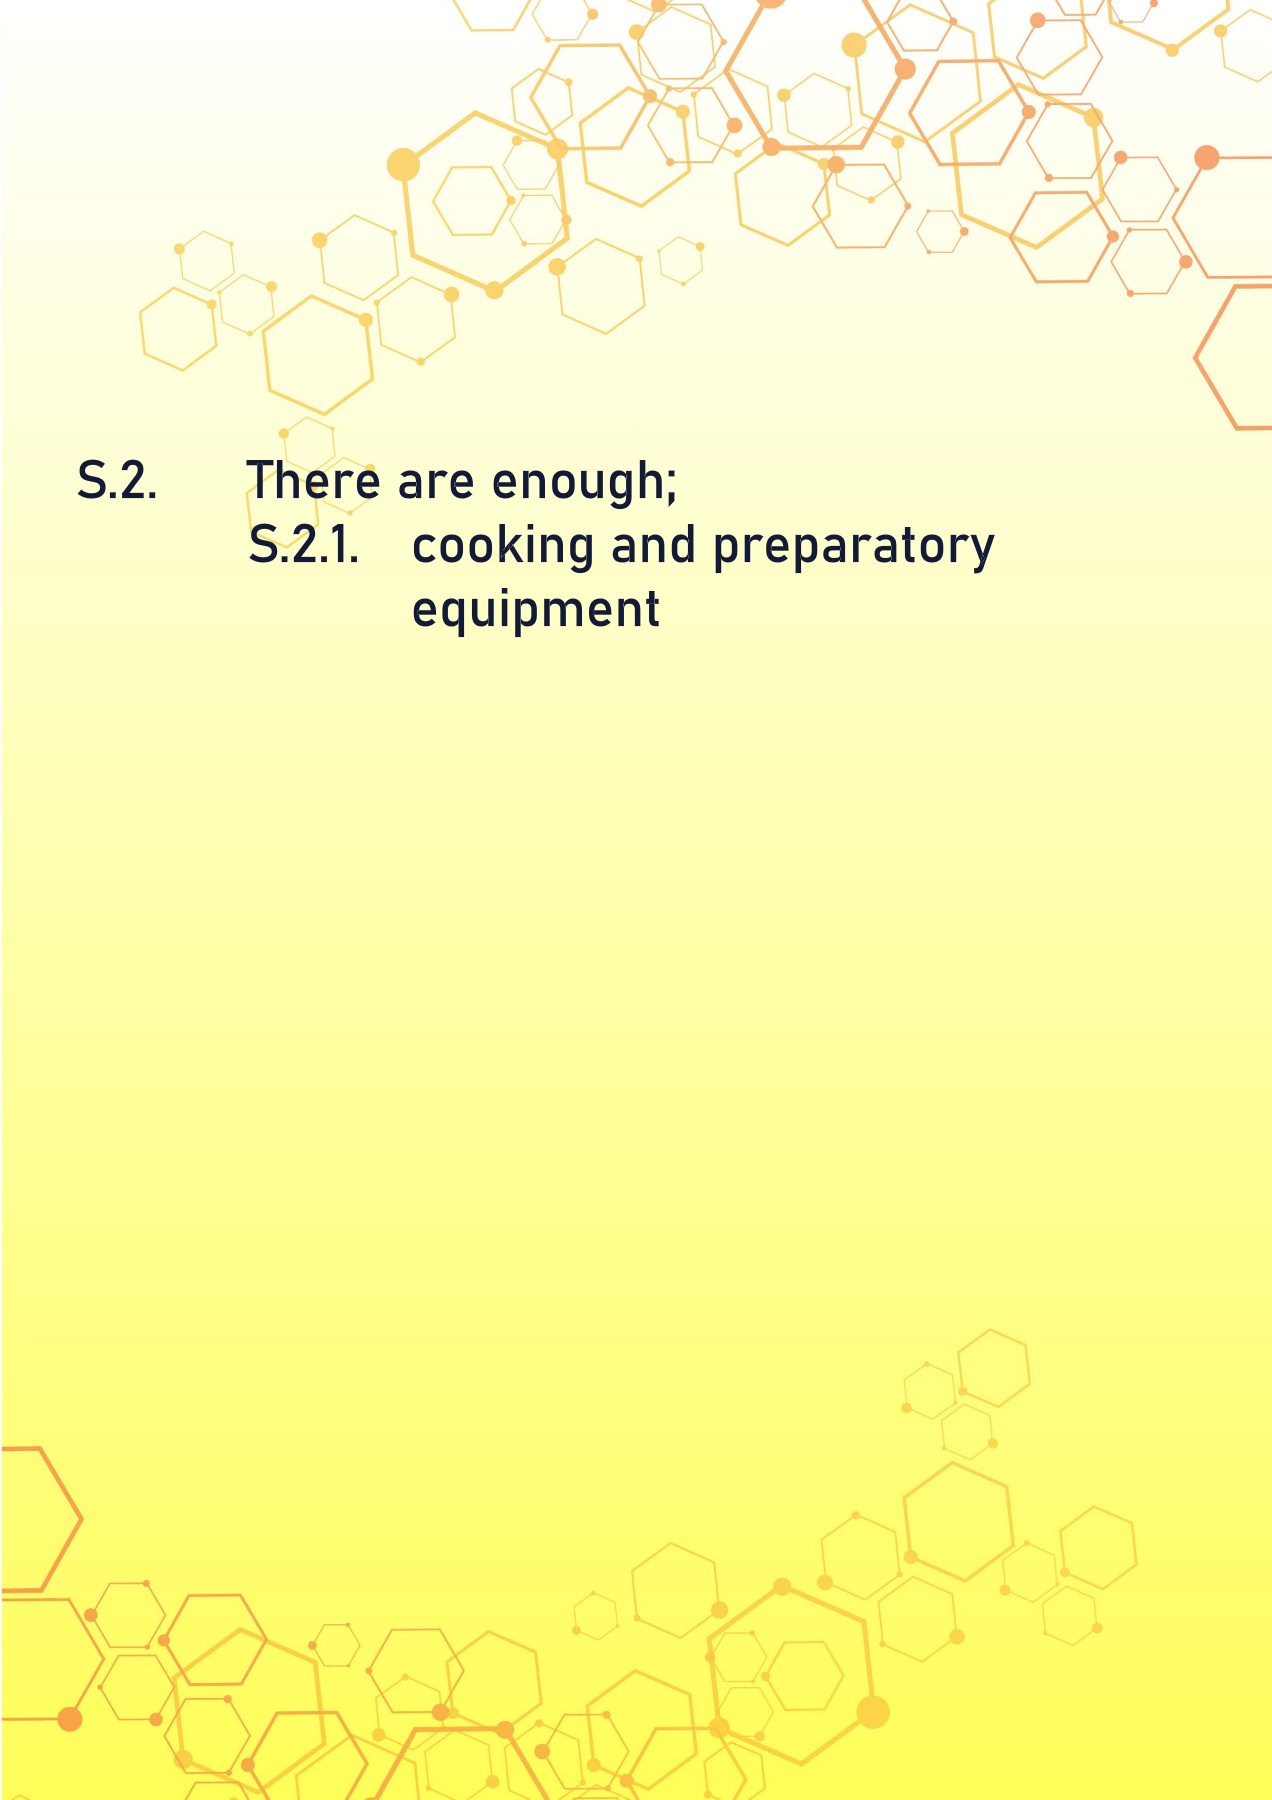 S.2. There are enough;
S.2.1. cooking and preparatory
equipment